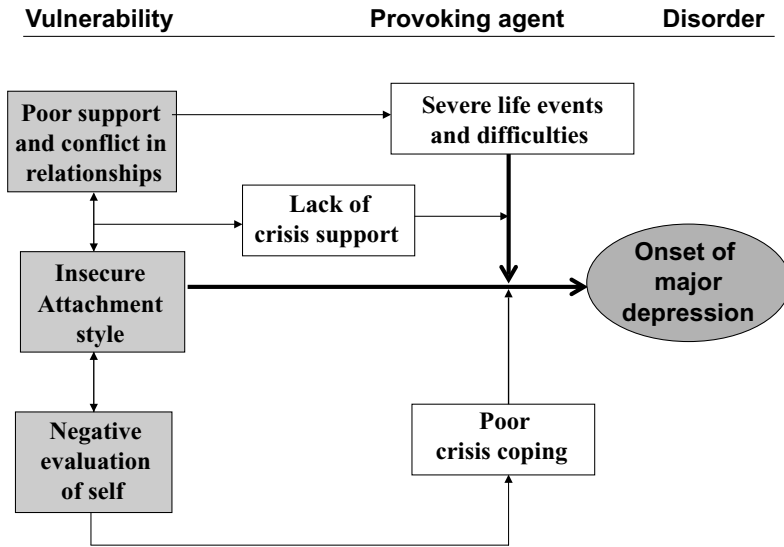 Vulnerability Provoking agent Disorder
Poor support
and conflict in
relationships
Severe life events
and difficulties
Lack of
crisis support
Insecure
Attachment
style
Onset of
major
depression
Negative
evaluation
of self
Poor
crisis coping